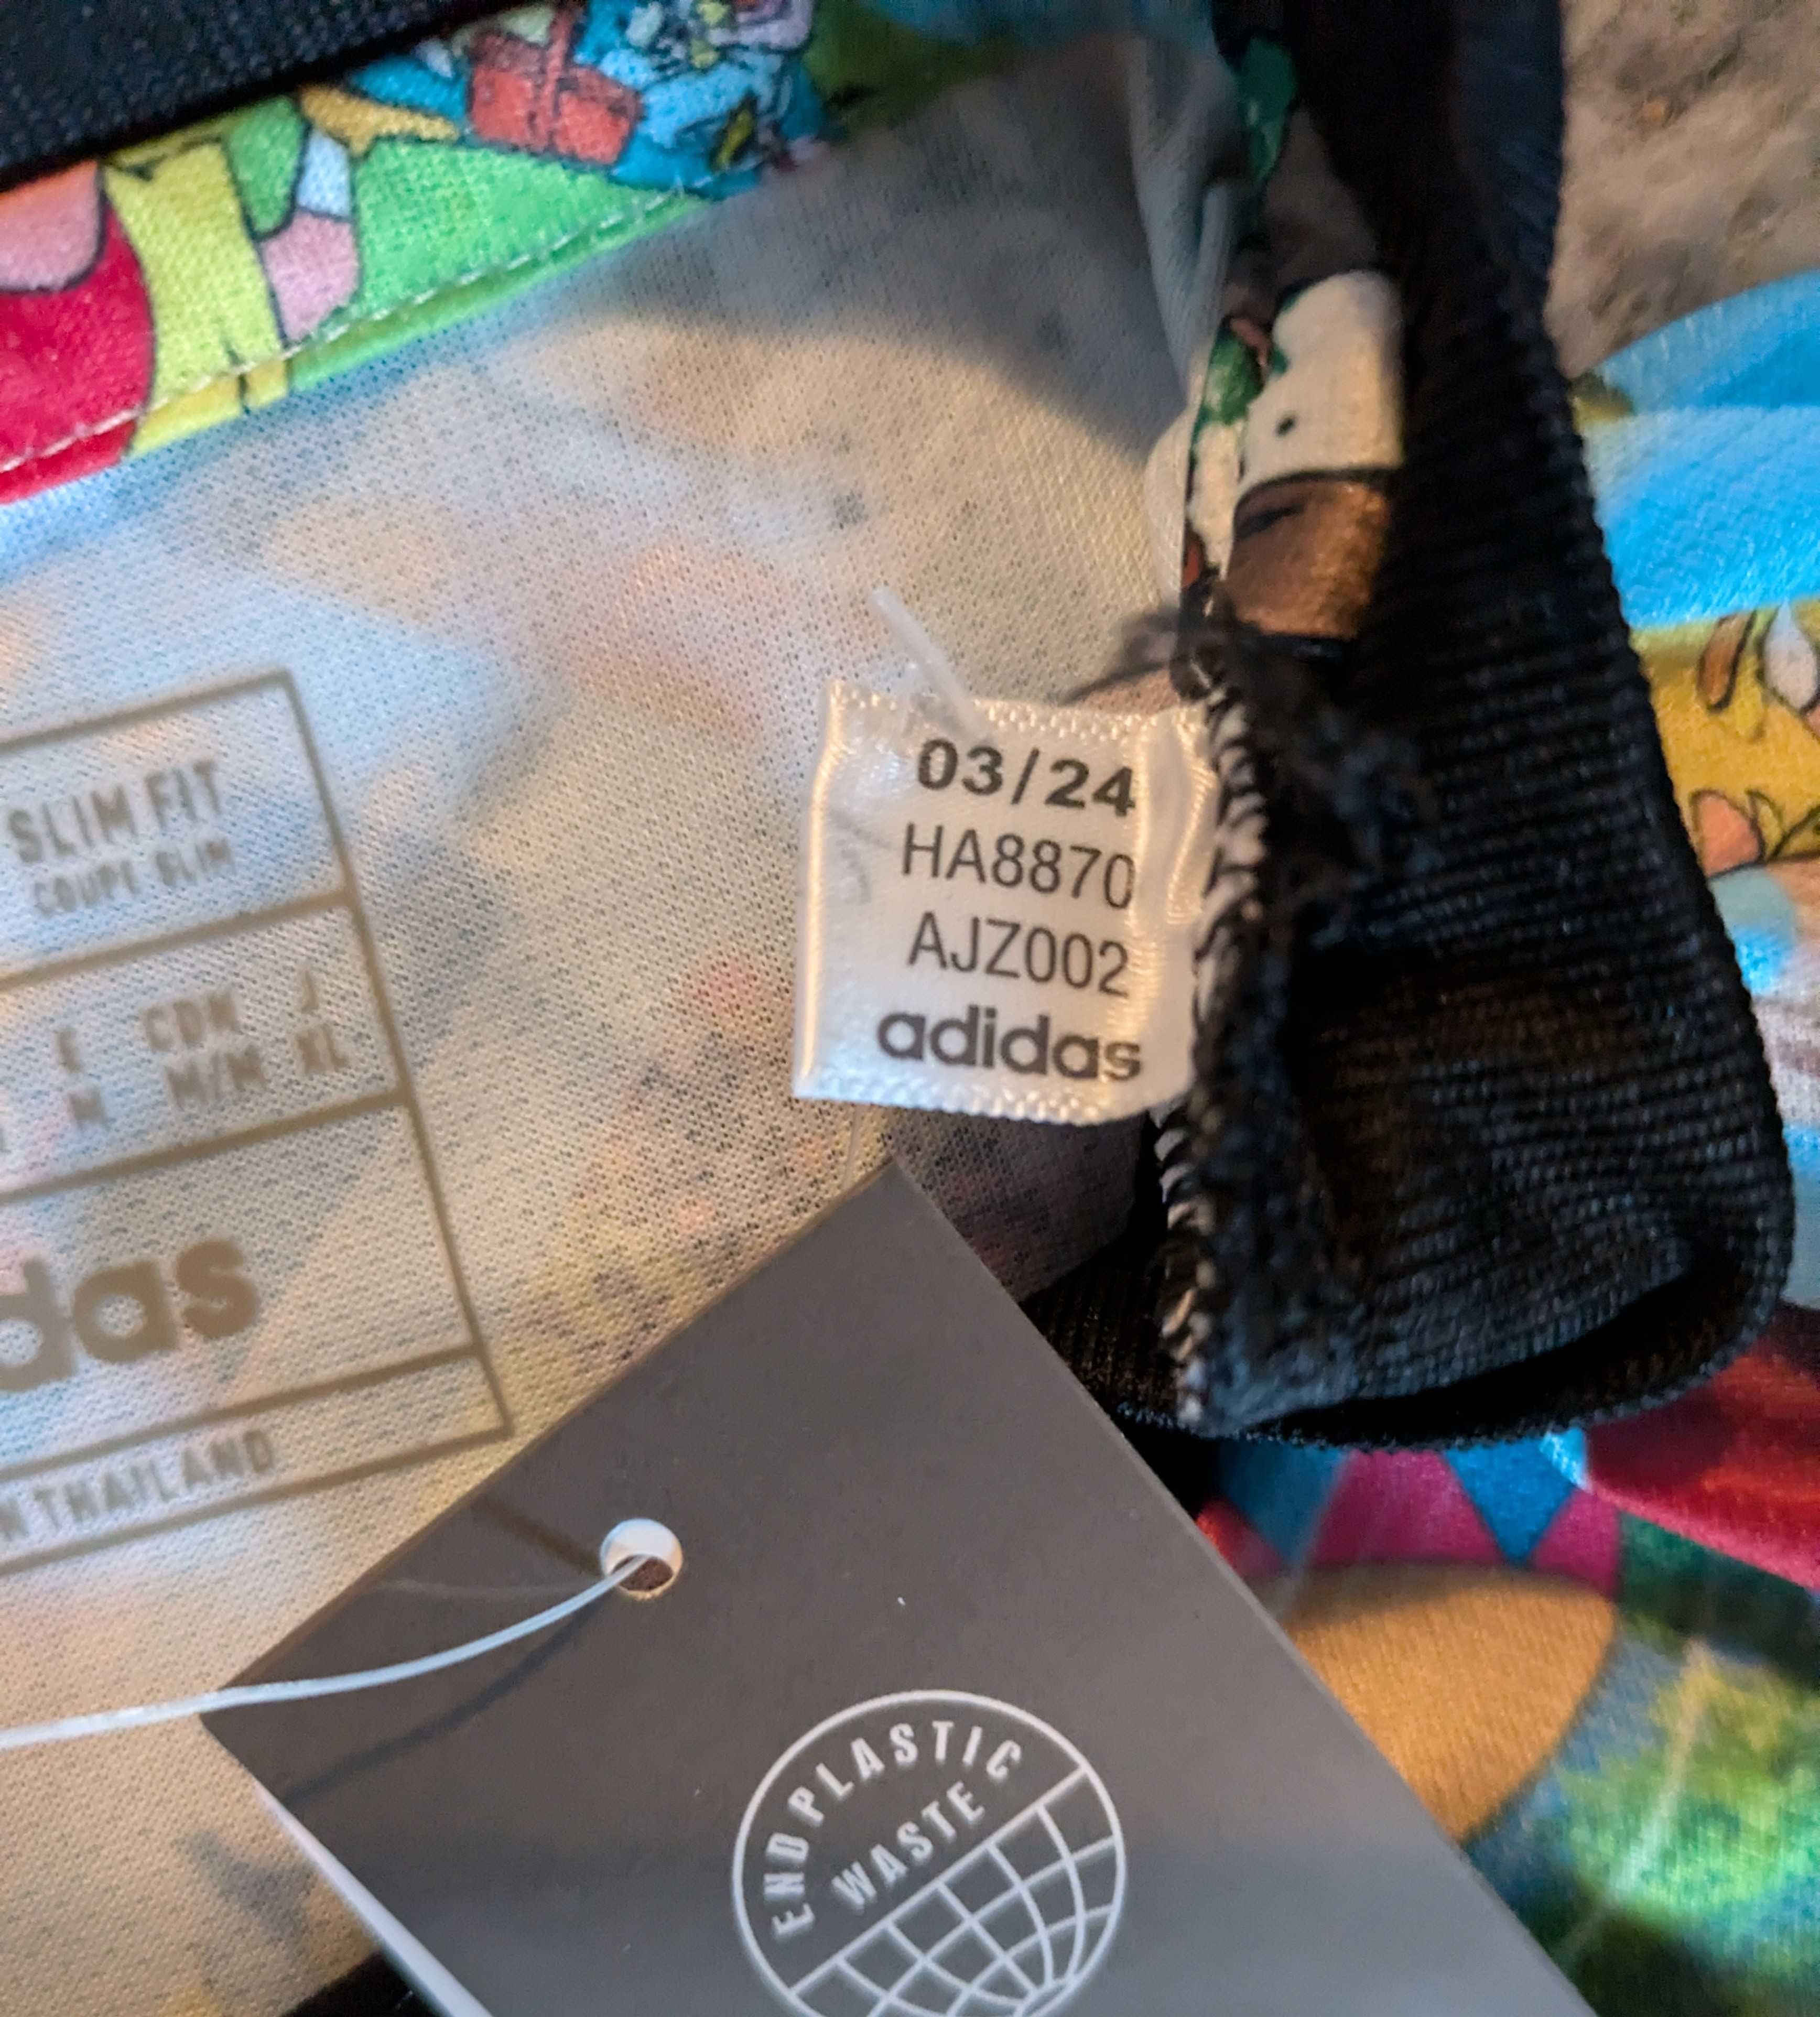 SLIM FIT
COUPE SLIM
E CDN J
M M/M XL
das
N THAILAND
03/24
HA8870
AJZ002
adidas
END PLASTIC
WASTE